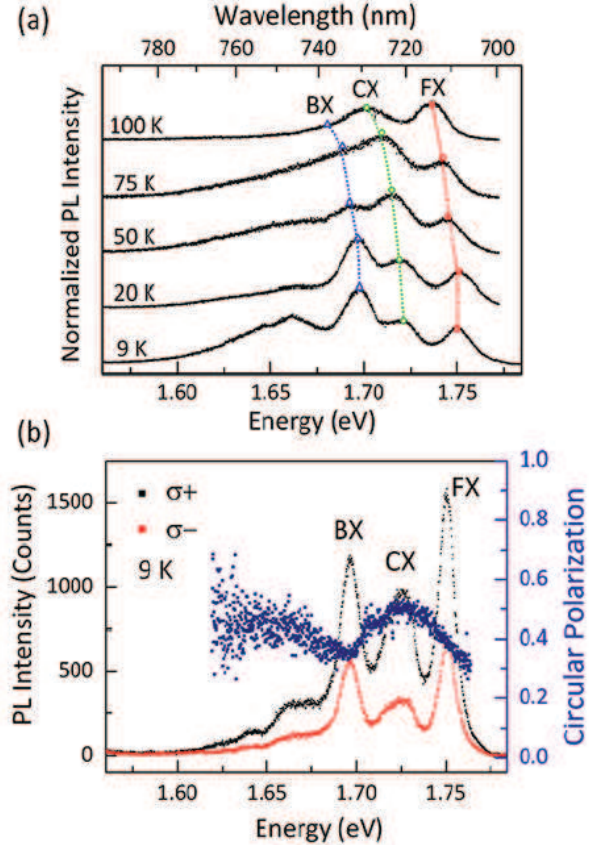 (a)
Wavelength (nm)
780 760 740 720 700
BX CX FX
100 K
75 K
50 K
20 K
9 K
Normalized PL Intensity
1.60 1.65 1.70 1.75
Energy (eV)
(b)
1500
1000
500
0
PL Intensity (Counts)
σ+
σ−
9 K
BX
CX
FX
1.0
0.8
0.6
0.4
0.2
0.0
Circular Polarization
1.60 1.65 1.70 1.75
Energy (eV)